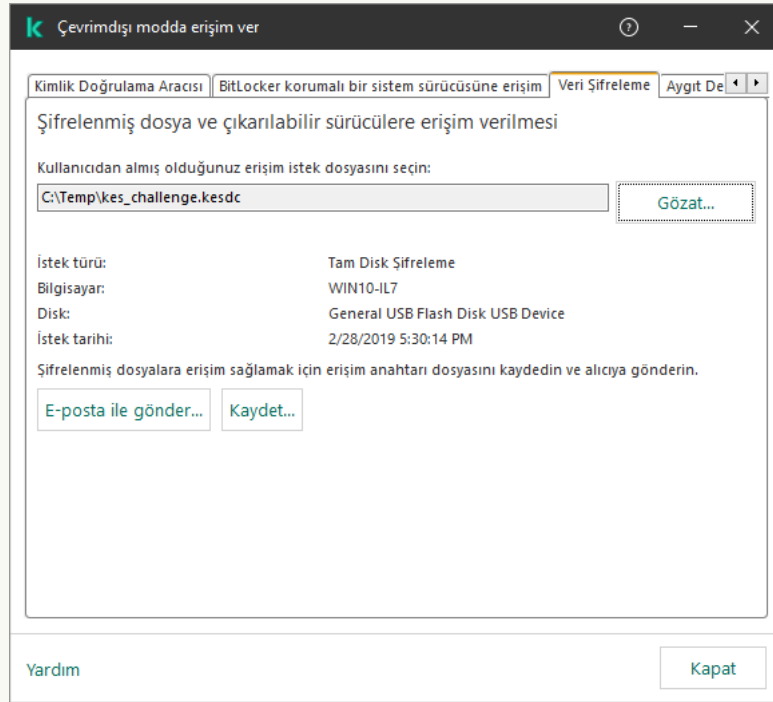 Çevrimdışı modda erişim ver
Kimlik Doğrulama Aracısı
BitLocker korumalı bir sistem sürücüsüne erişim
Veri Şifreleme
Aygıt De
Şifrelenmiş dosya ve çıkarılabilir sürücülere erişim verilmesi
Kullanıcıdan almış olduğunuz erişim istek dosyasını seçin:
C:\Temp\kes_challenge.kesdc
Gözat...
İstek türü: Tam Disk Şifreleme
Bilgisayar: WIN10-IL7
Disk: General USB Flash Disk USB Device
İstek tarihi: 2/28/2019 5:30:14 PM
Şifrelenmiş dosyalara erişim sağlamak için erişim anahtarı dosyasını kaydedin ve alıcıya gönderin.
E-posta ile gönder...
Kaydet...
Yardım
Kapat